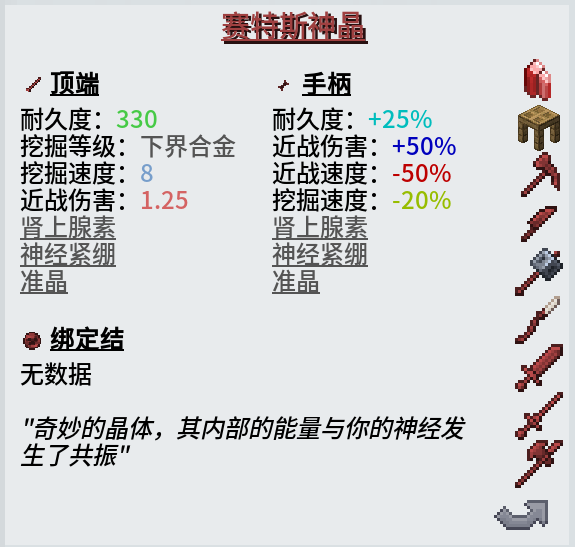 赛特斯神晶
顶端
耐久度：330
挖掘等级：下界合金
挖掘速度：8
近战伤害：1.25
肾上腺素
神经紧绷
准晶
手柄
耐久度：+25%
近战伤害：+50%
近战速度：-50%
挖掘速度：-20%
肾上腺素
神经紧绷
准晶
绑定结
无数据
"奇妙的晶体，其内部的能量与你的神经发
生了共振"